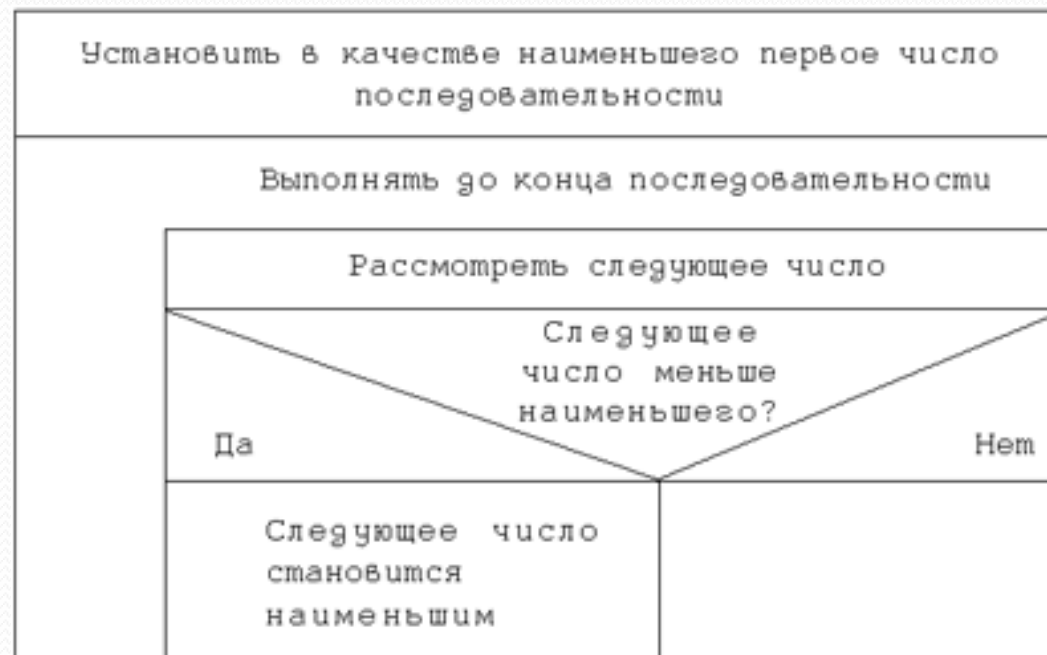 Установить в качестве наименьшего первое число
последовательности
Выполнять до конца последовательности
Рассмотреть следующее число
Следующее
число меньше
наименьшего?
Да
Нет
Следующее число
становится
наименьшим